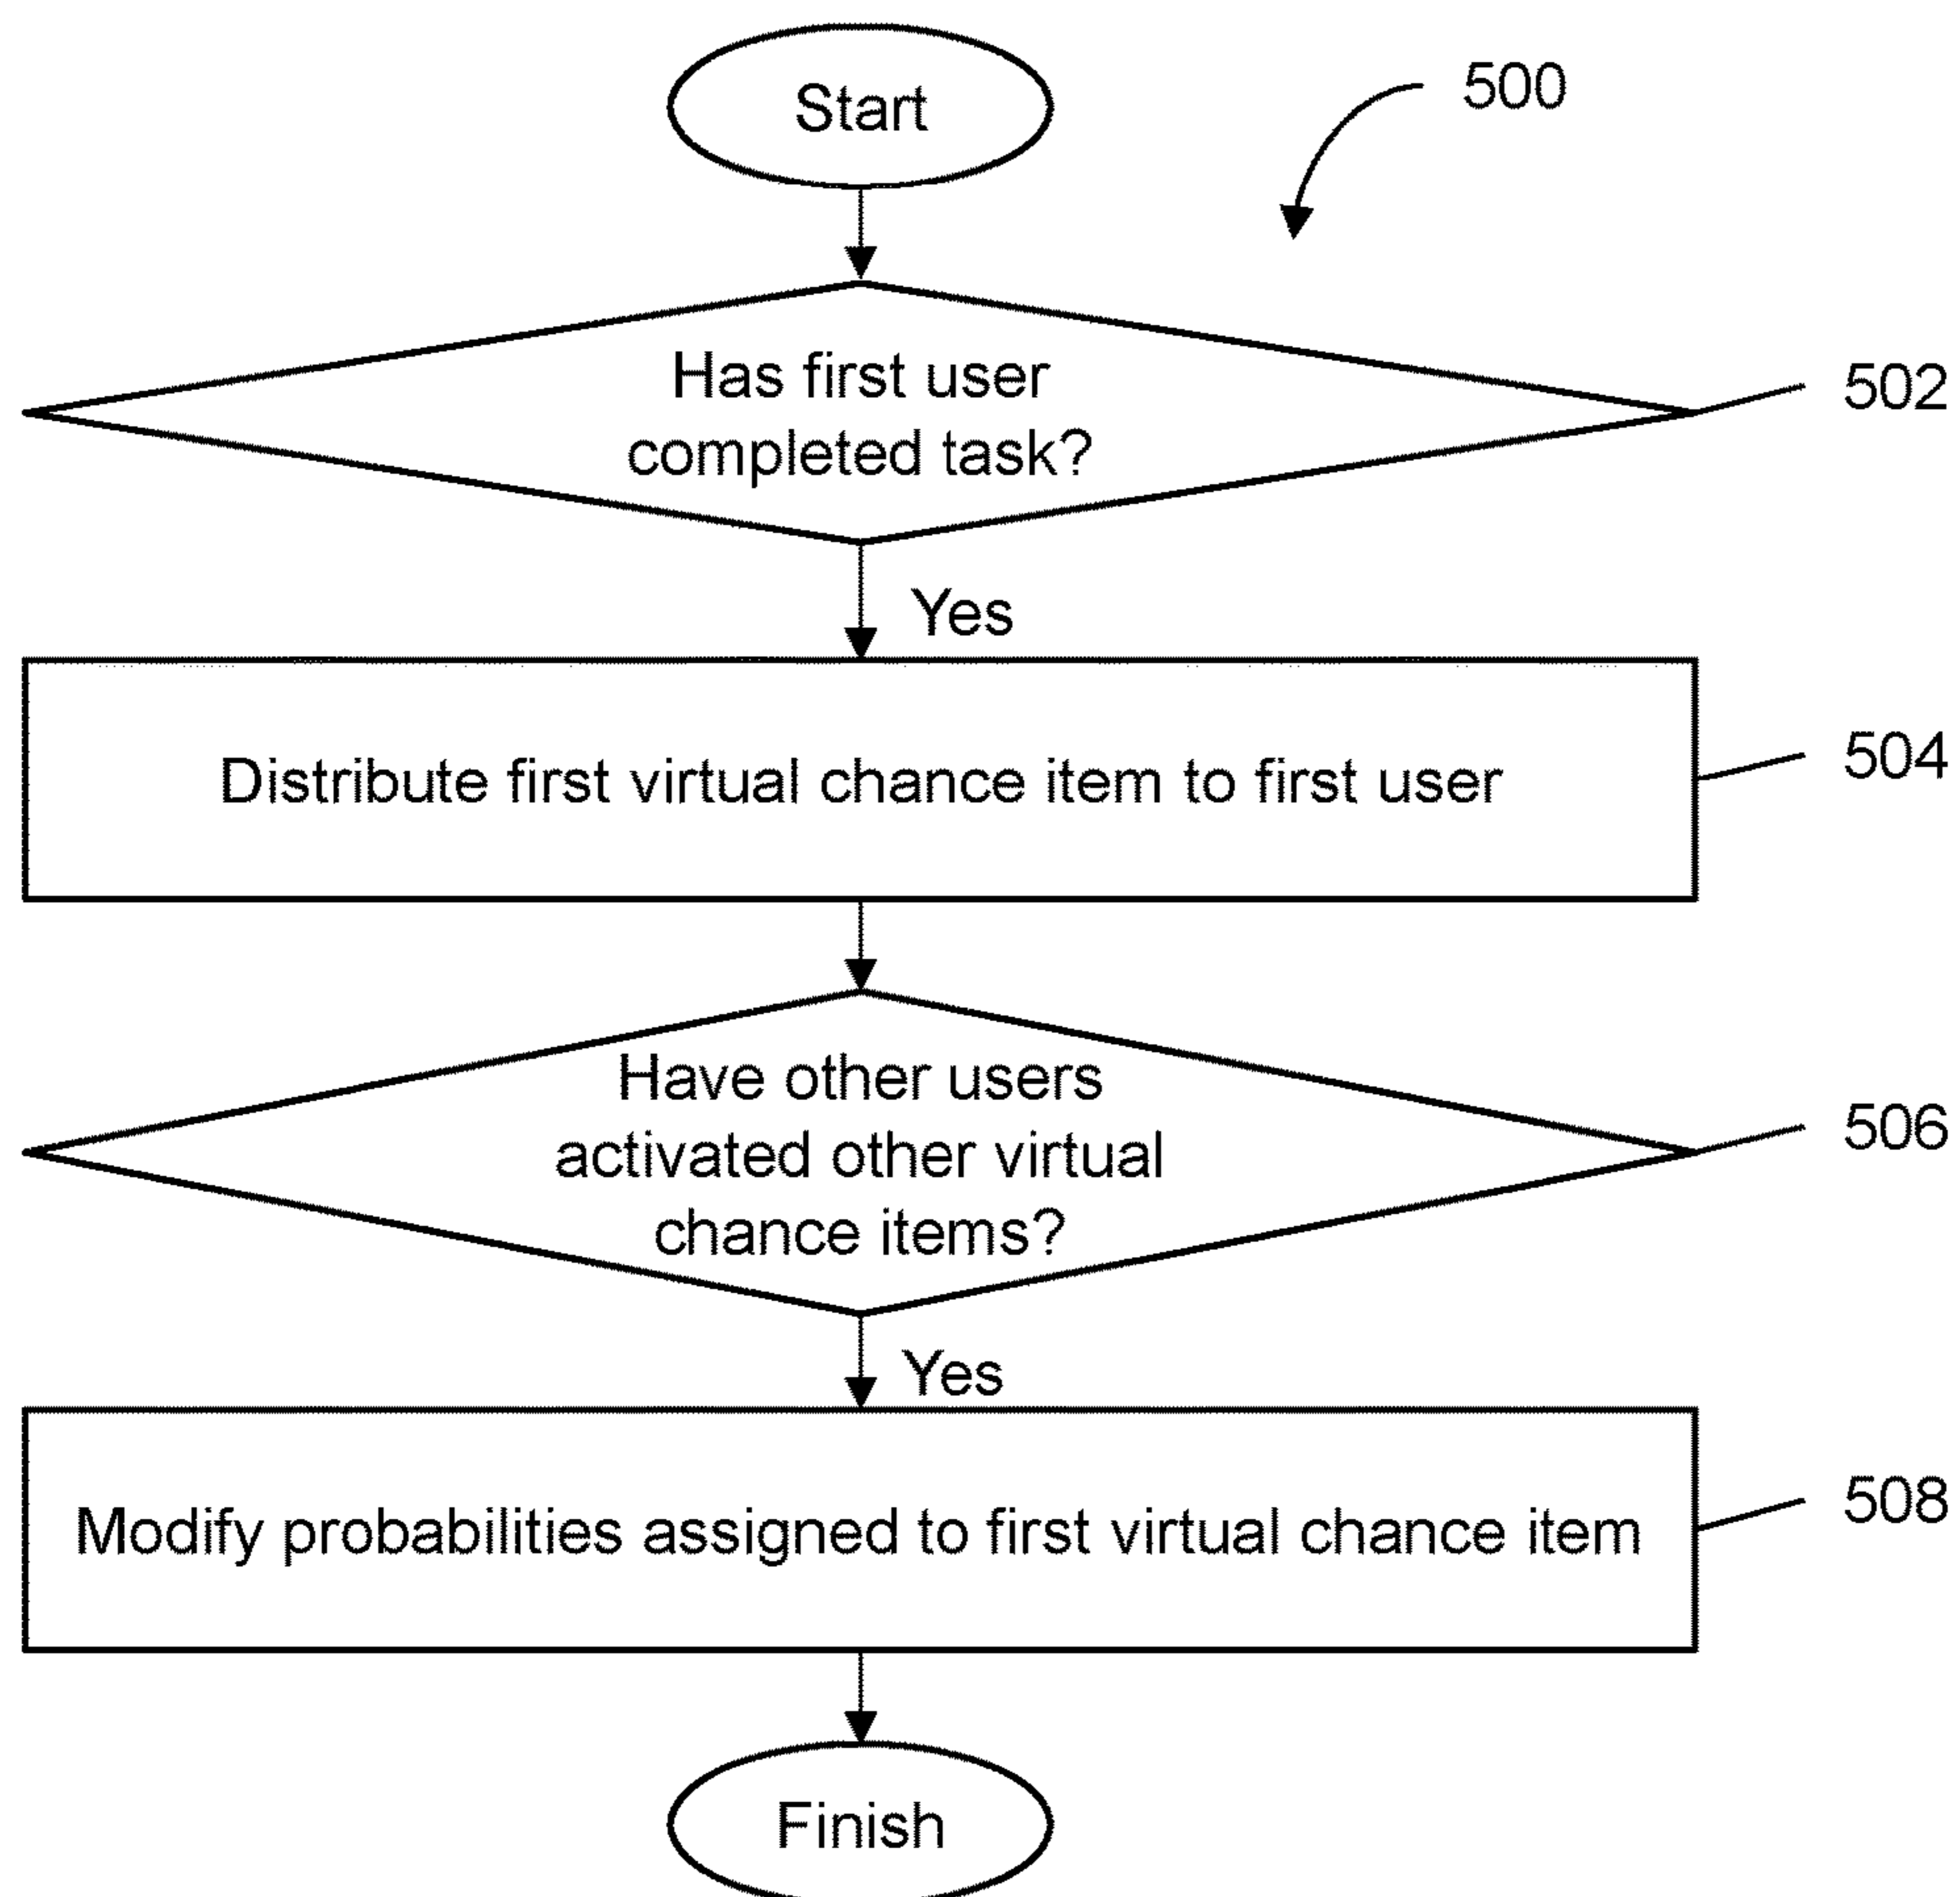 Start
500
Has first user
completed task?
502
Yes
Distribute first virtual chance item to first user
504
Have other users
activated other virtual
chance items?
506
Yes
Modify probabilities assigned to first virtual chance item
508
Finish